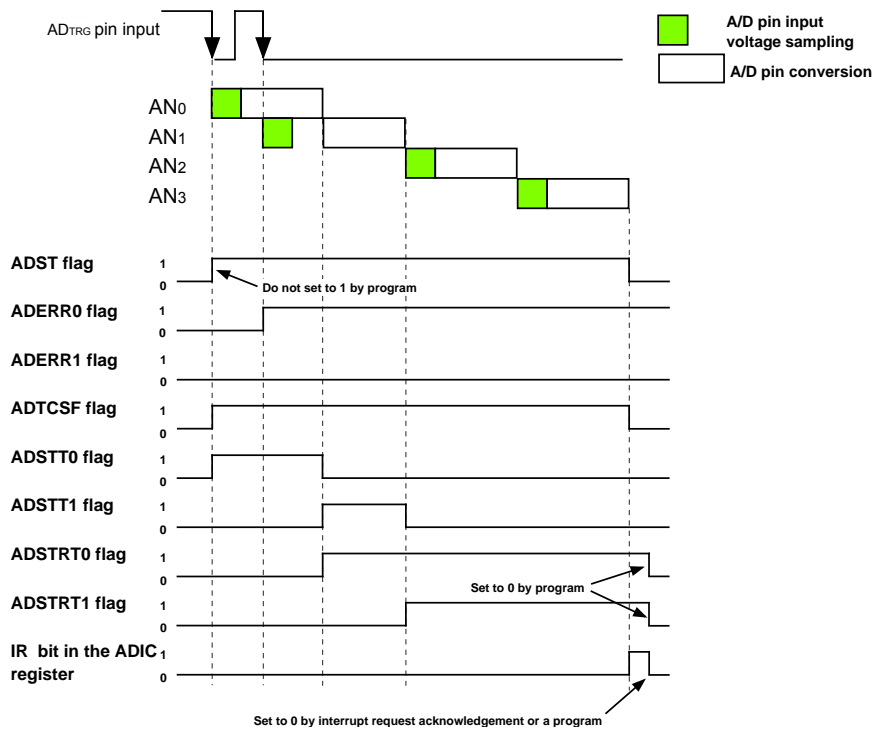 ADTRG pin input
A/D pin input
voltage sampling
A/D pin conversion
AN0
AN1
AN2
AN3
ADST flag 1
0
Do not set to 1 by program
ADERR0 flag 1
0
ADERR1 flag 1
0
ADTCSF flag 1
0
ADSTT0 flag 1
0
ADSTT1 flag 1
0
ADSTRT0 flag 1
0
Set to 0 by program
ADSTRT1 flag 1
0
IR bit in the ADIC 1
register 0
Set to 0 by interrupt request acknowledgement or a program